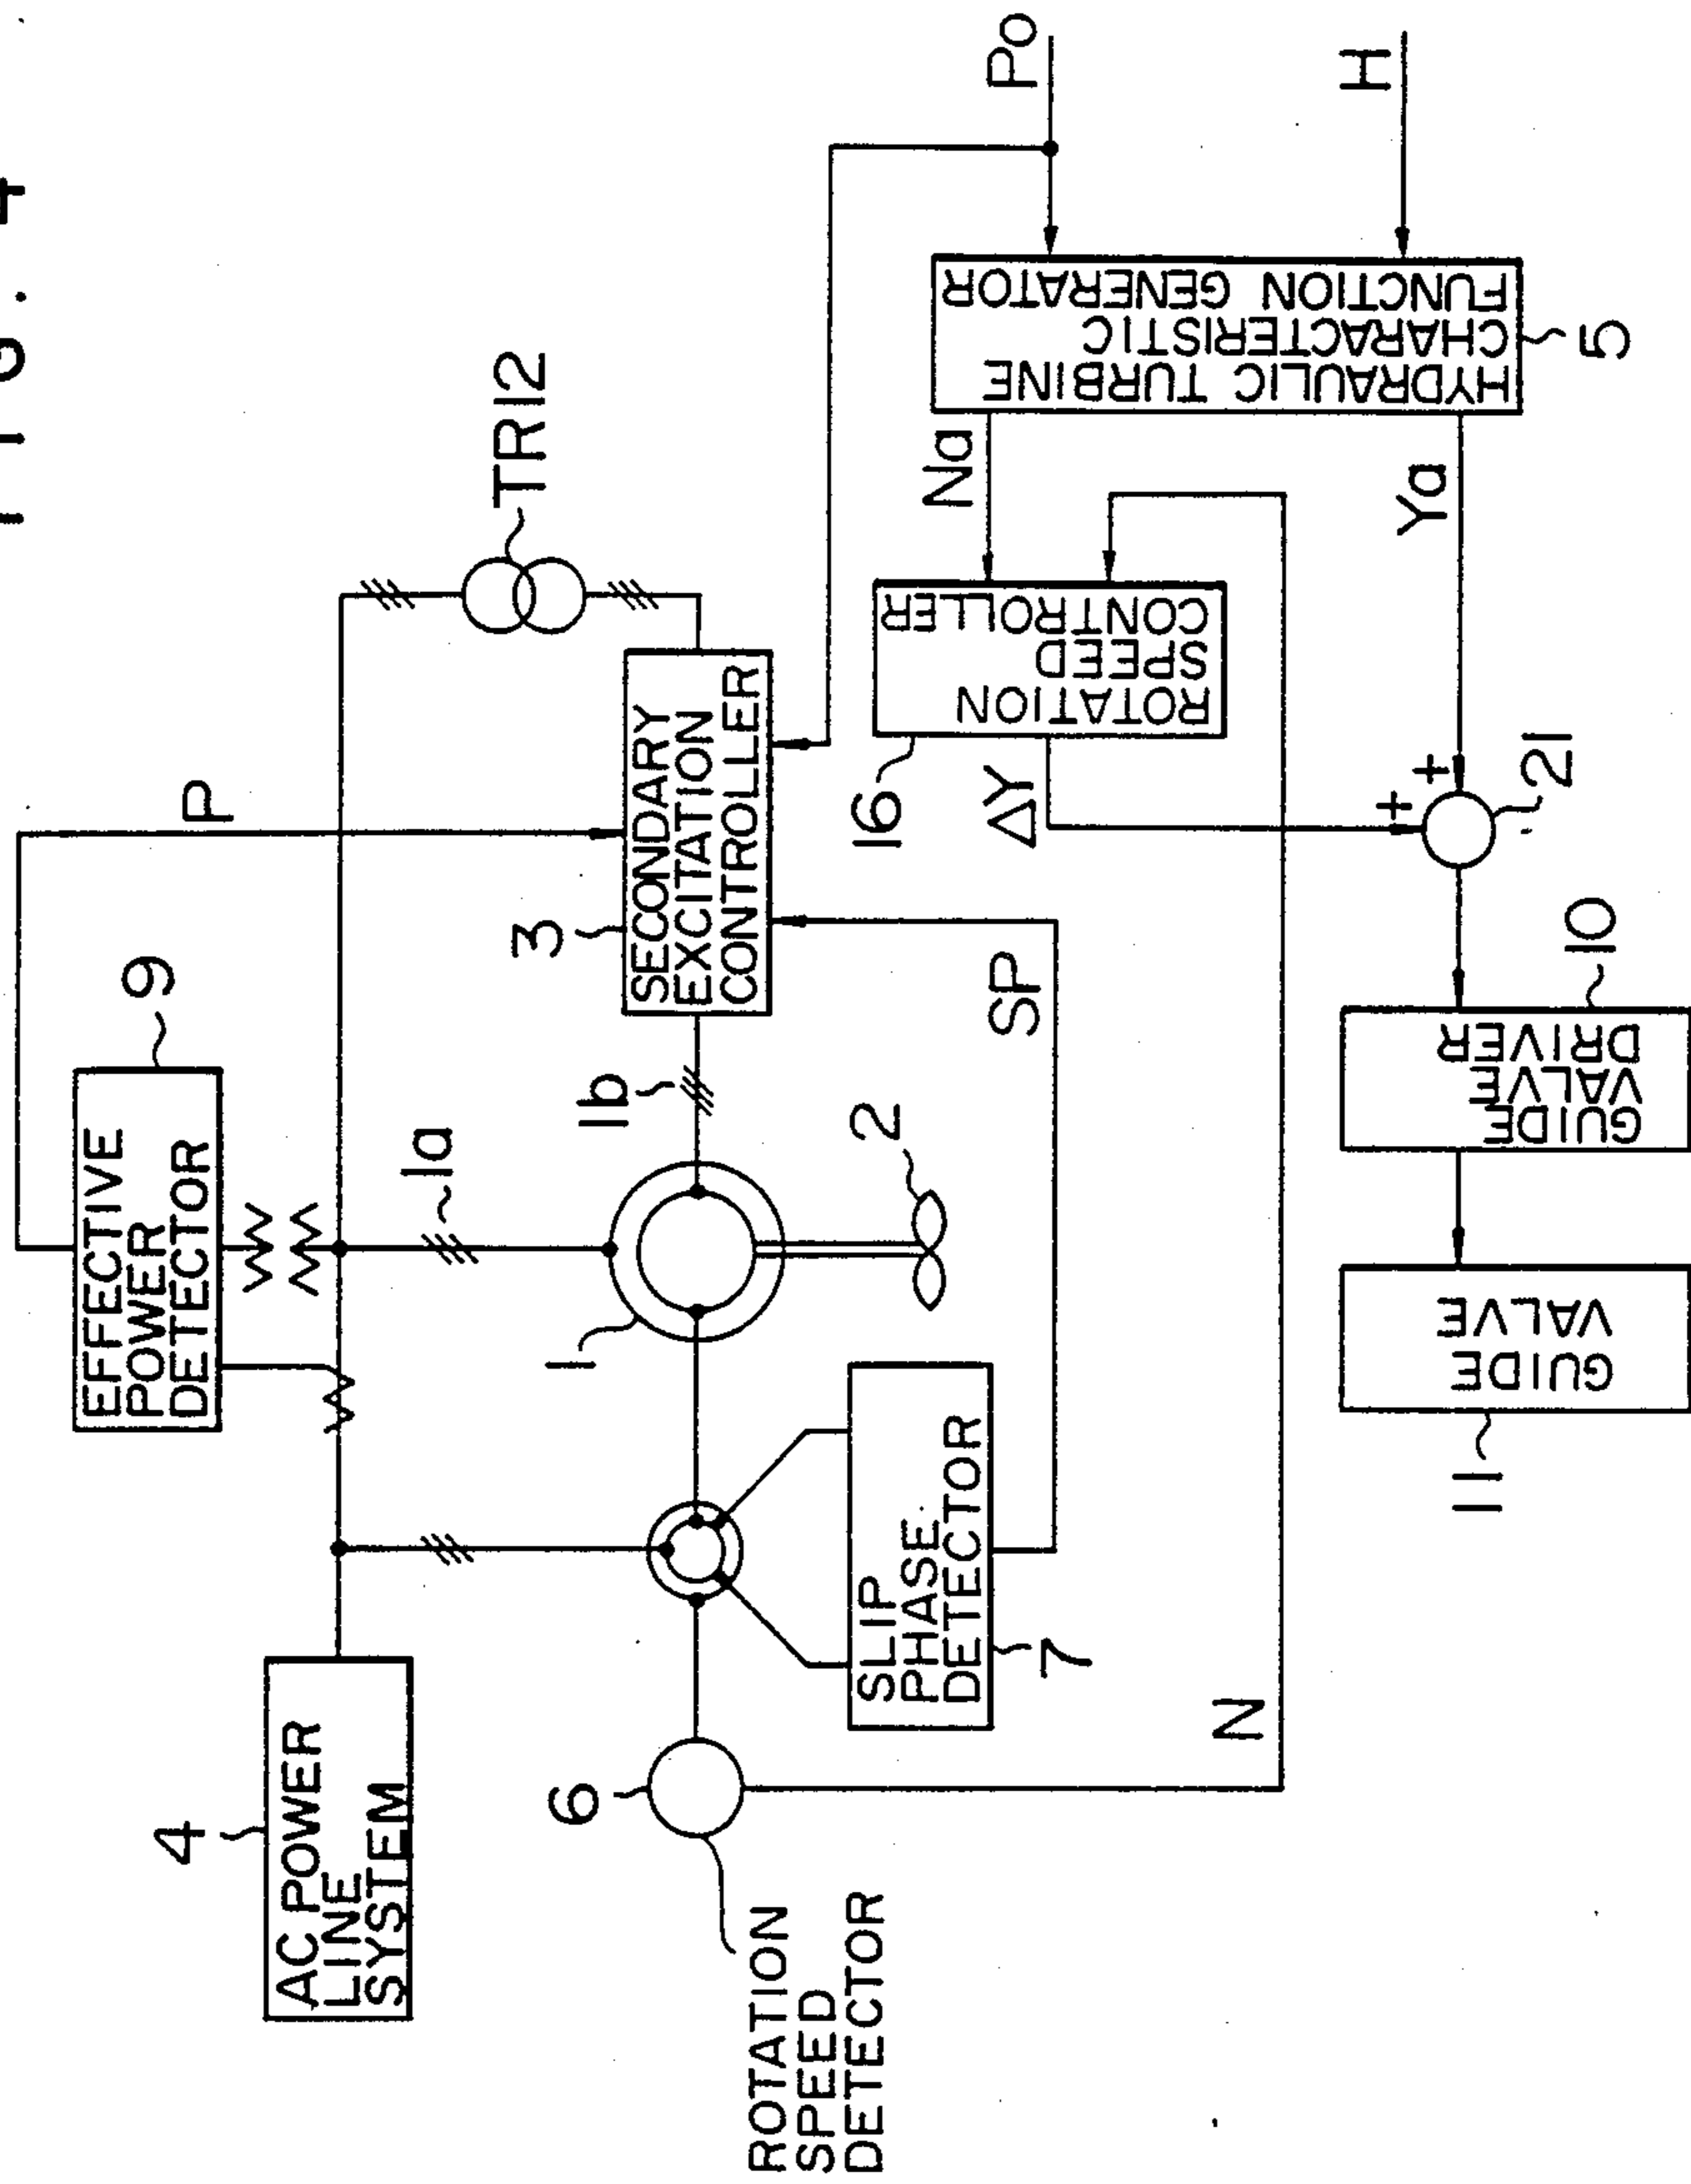 FIG. 4
4
AC POWER
LINE
SYSTEM
9
EFFECTIVE
POWER
DETECTOR
P
1a
TR12
6
ROTATION
SPEED
DETECTOR
1
1b
3
SECONDARY
EXCITATION
CONTROLLER
2
SLIP
PHASE
DETECTOR
7
SP
N
16
ROTATION
SPEED
CONTROLLER
Na
ΔY
Po
H
HYDRAULIC TURBINE
CHARACTERISTIC
FUNCTION GENERATOR
5
Ya
+
+
21
10
GUIDE
VALVE
DRIVER
11
GUIDE
VALVE